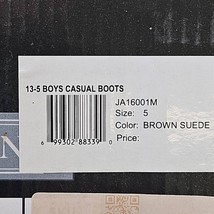 13-5 BOYS CASUAL BOOTS
JA16001M
Size: 5
Color: BROWN SUEDE
Price:
6 99302 88339 0
N